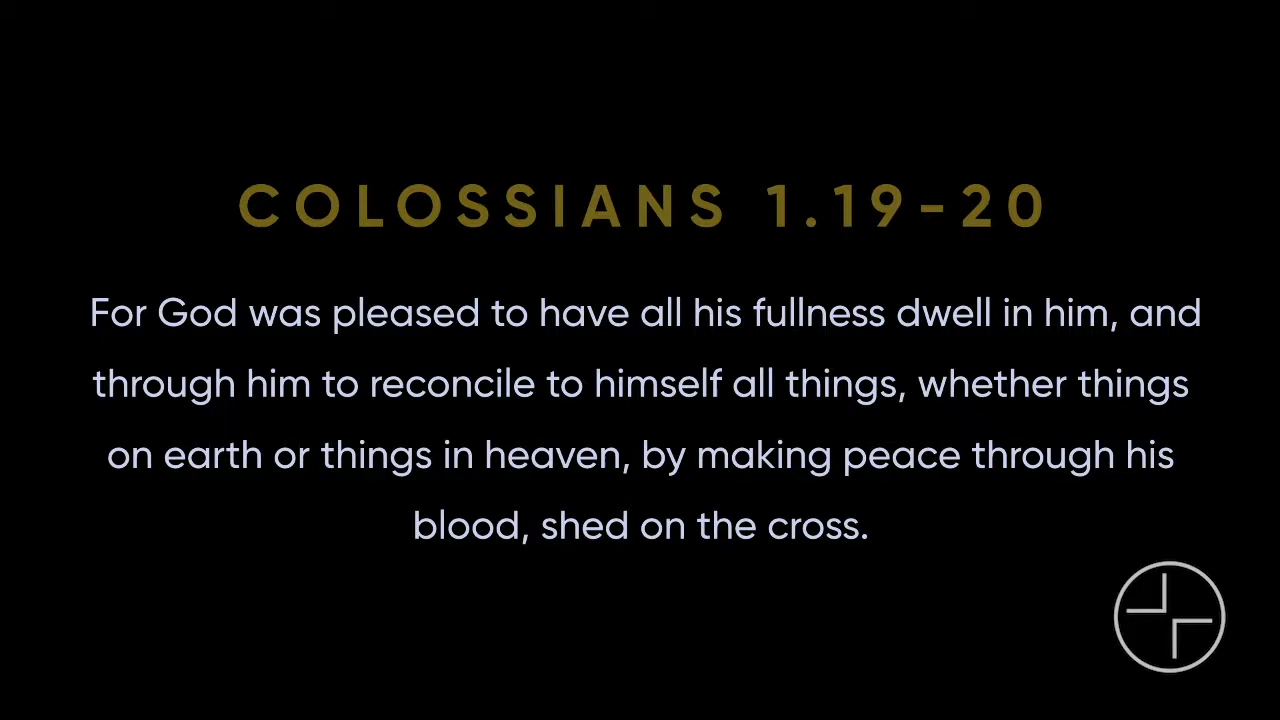 COLOSSIANS 1.19-20
For God was pleased to have all his fullness dwell in him, and
through him to reconcile to himself all things, whether things
on earth or things in heaven, by making peace through his
blood, shed on the cross.